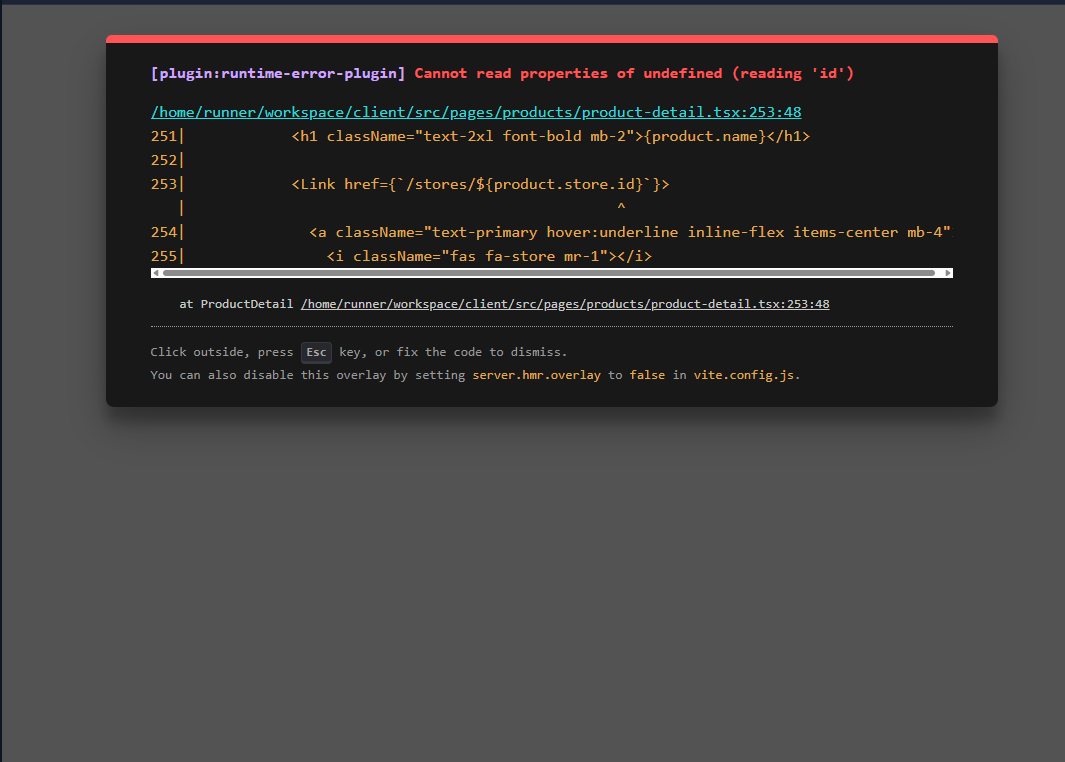 [plugin:runtime-error-plugin] Cannot read properties of undefined (reading 'id')
/home/runner/workspace/client/src/pages/products/product-detail.tsx:253:48
251|            <h1 className="text-2xl font-bold mb-2">{product.name}</h1>
252|
253|            <Link href={`/stores/${product.store.id}`}>
   |                                                 ^
254|              <a className="text-primary hover:underline inline-flex items-center mb-4"
255|                <i className="fas fa-store mr-1"></i>
at ProductDetail /home/runner/workspace/client/src/pages/products/product-detail.tsx:253:48
Click outside, press Esc key, or fix the code to dismiss.
You can also disable this overlay by setting server.hmr.overlay to false in vite.config.js.